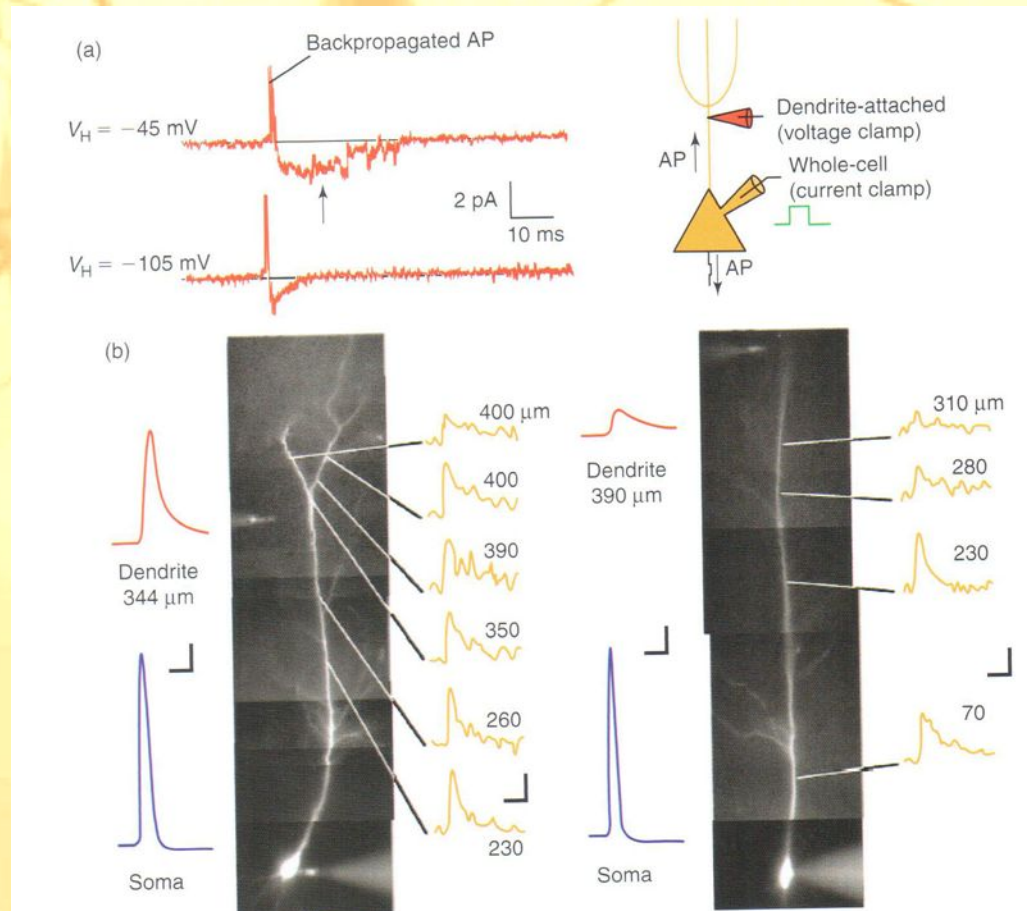 (a)
Backpropagated AP
V_H = −45 mV
2 pA
10 ms
V_H = −105 mV
Dendrite-attached
(voltage clamp)
AP
Whole-cell
(current clamp)
AP
(b)
Dendrite
344 μm
Soma
400 μm
400
390
350
260
230
Dendrite
390 μm
Soma
310 μm
280
230
70